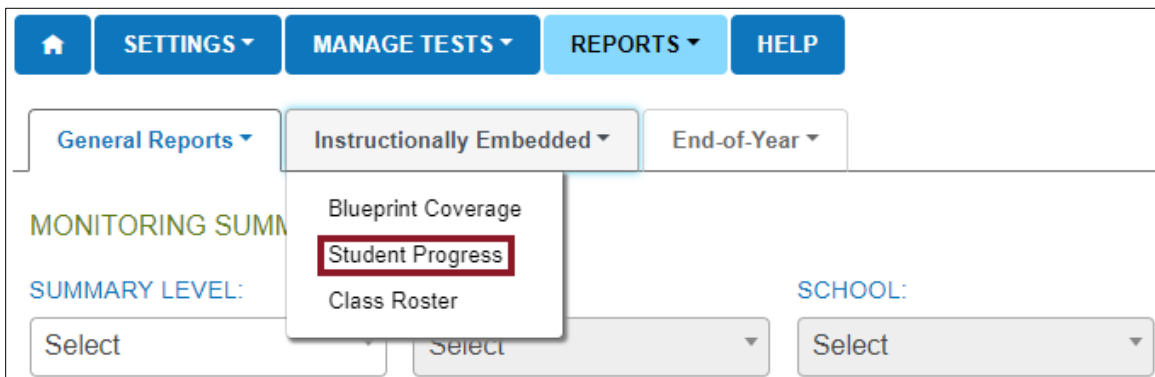 SETTINGS MANAGE TESTS REPORTS HELP
General Reports Instructionally Embedded End-of-Year
Blueprint Coverage
MONITORING
Student Progress
SUMMARY LEVEL: SCHOOL:
Class Roster
Select Select Select